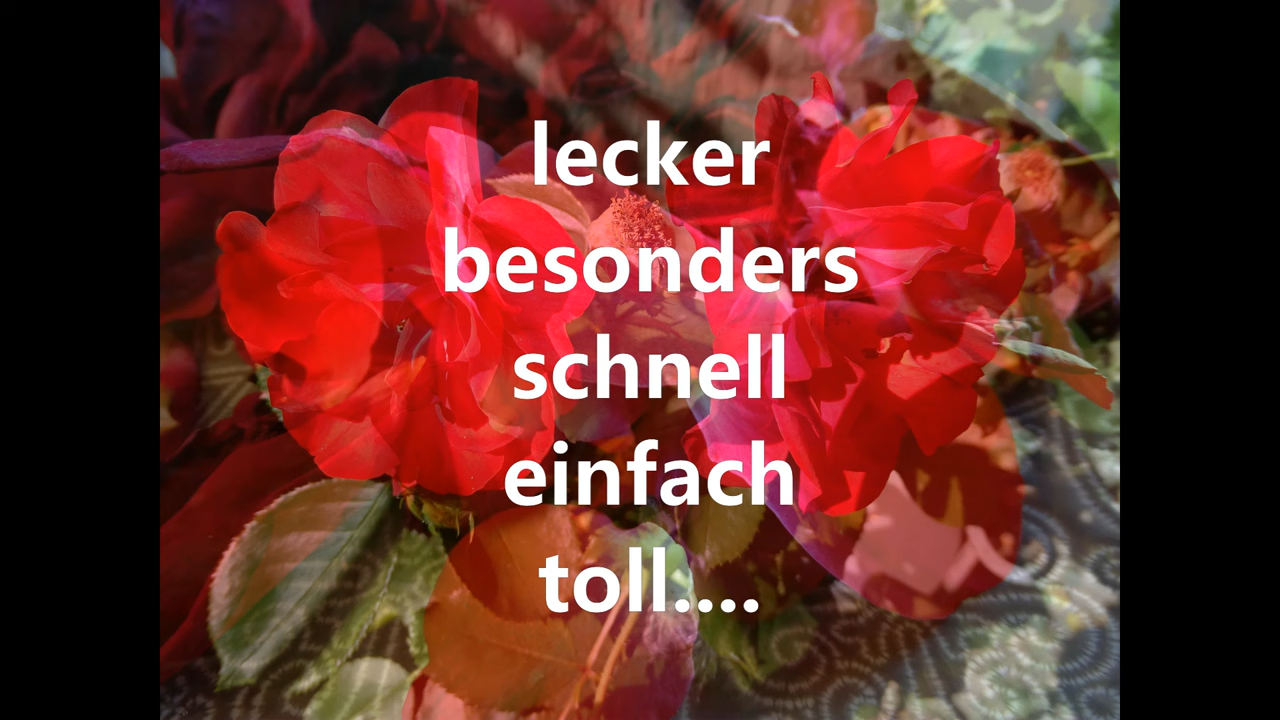 lecker
besonders
schnell
einfach
toll....